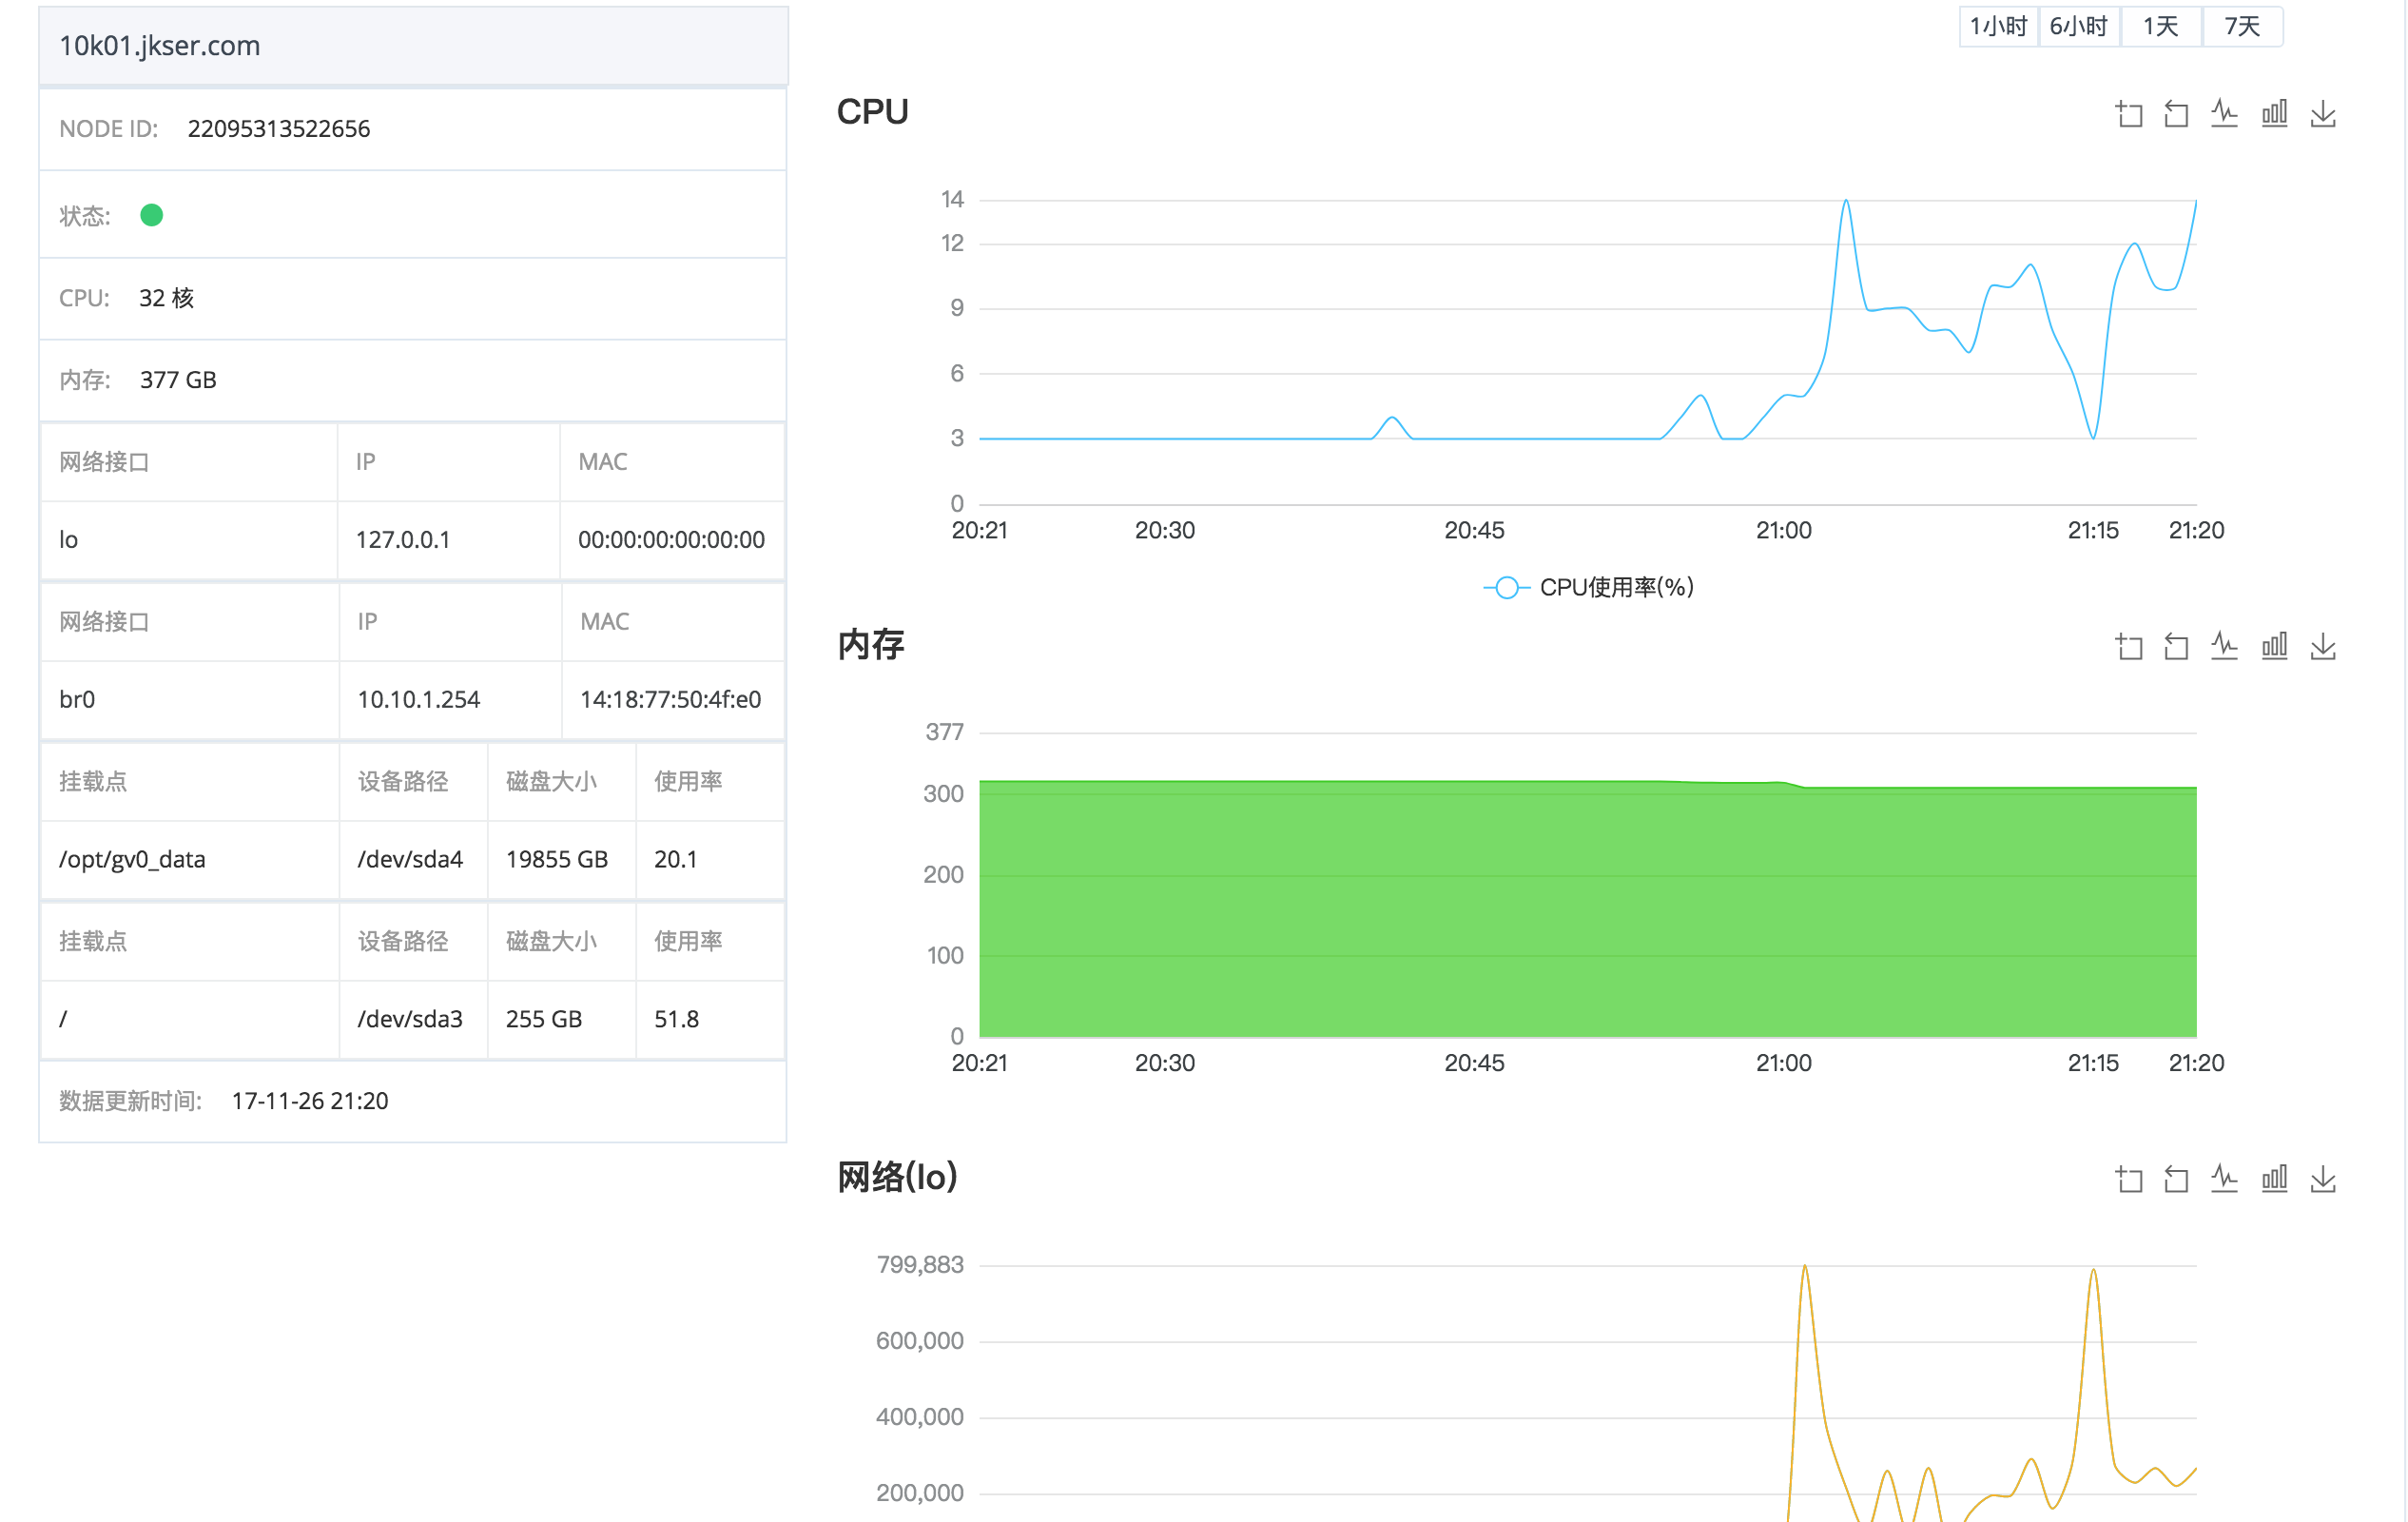 10k01.jkser.com
NODE ID: 22095313522656
状态:
CPU: 32 核
内存: 377 GB
网络接口 IP MAC
lo 127.0.0.1 00:00:00:00:00:00
网络接口 IP MAC
br0 10.10.1.254 14:18:77:50:4f:e0
挂载点 设备路径 磁盘大小 使用率
/opt/gv0_data /dev/sda4 19855 GB 20.1
挂载点 设备路径 磁盘大小 使用率
/ /dev/sda3 255 GB 51.8
数据更新时间: 17-11-26 21:20
1小时 6小时 1天 7天
CPU
14
12
9
6
3
0
20:21 20:30 20:45 21:00 21:15 21:20
CPU使用率(%)
内存
377
300
200
100
0
20:21 20:30 20:45 21:00 21:15 21:20
网络(lo)
799,883
600,000
400,000
200,000